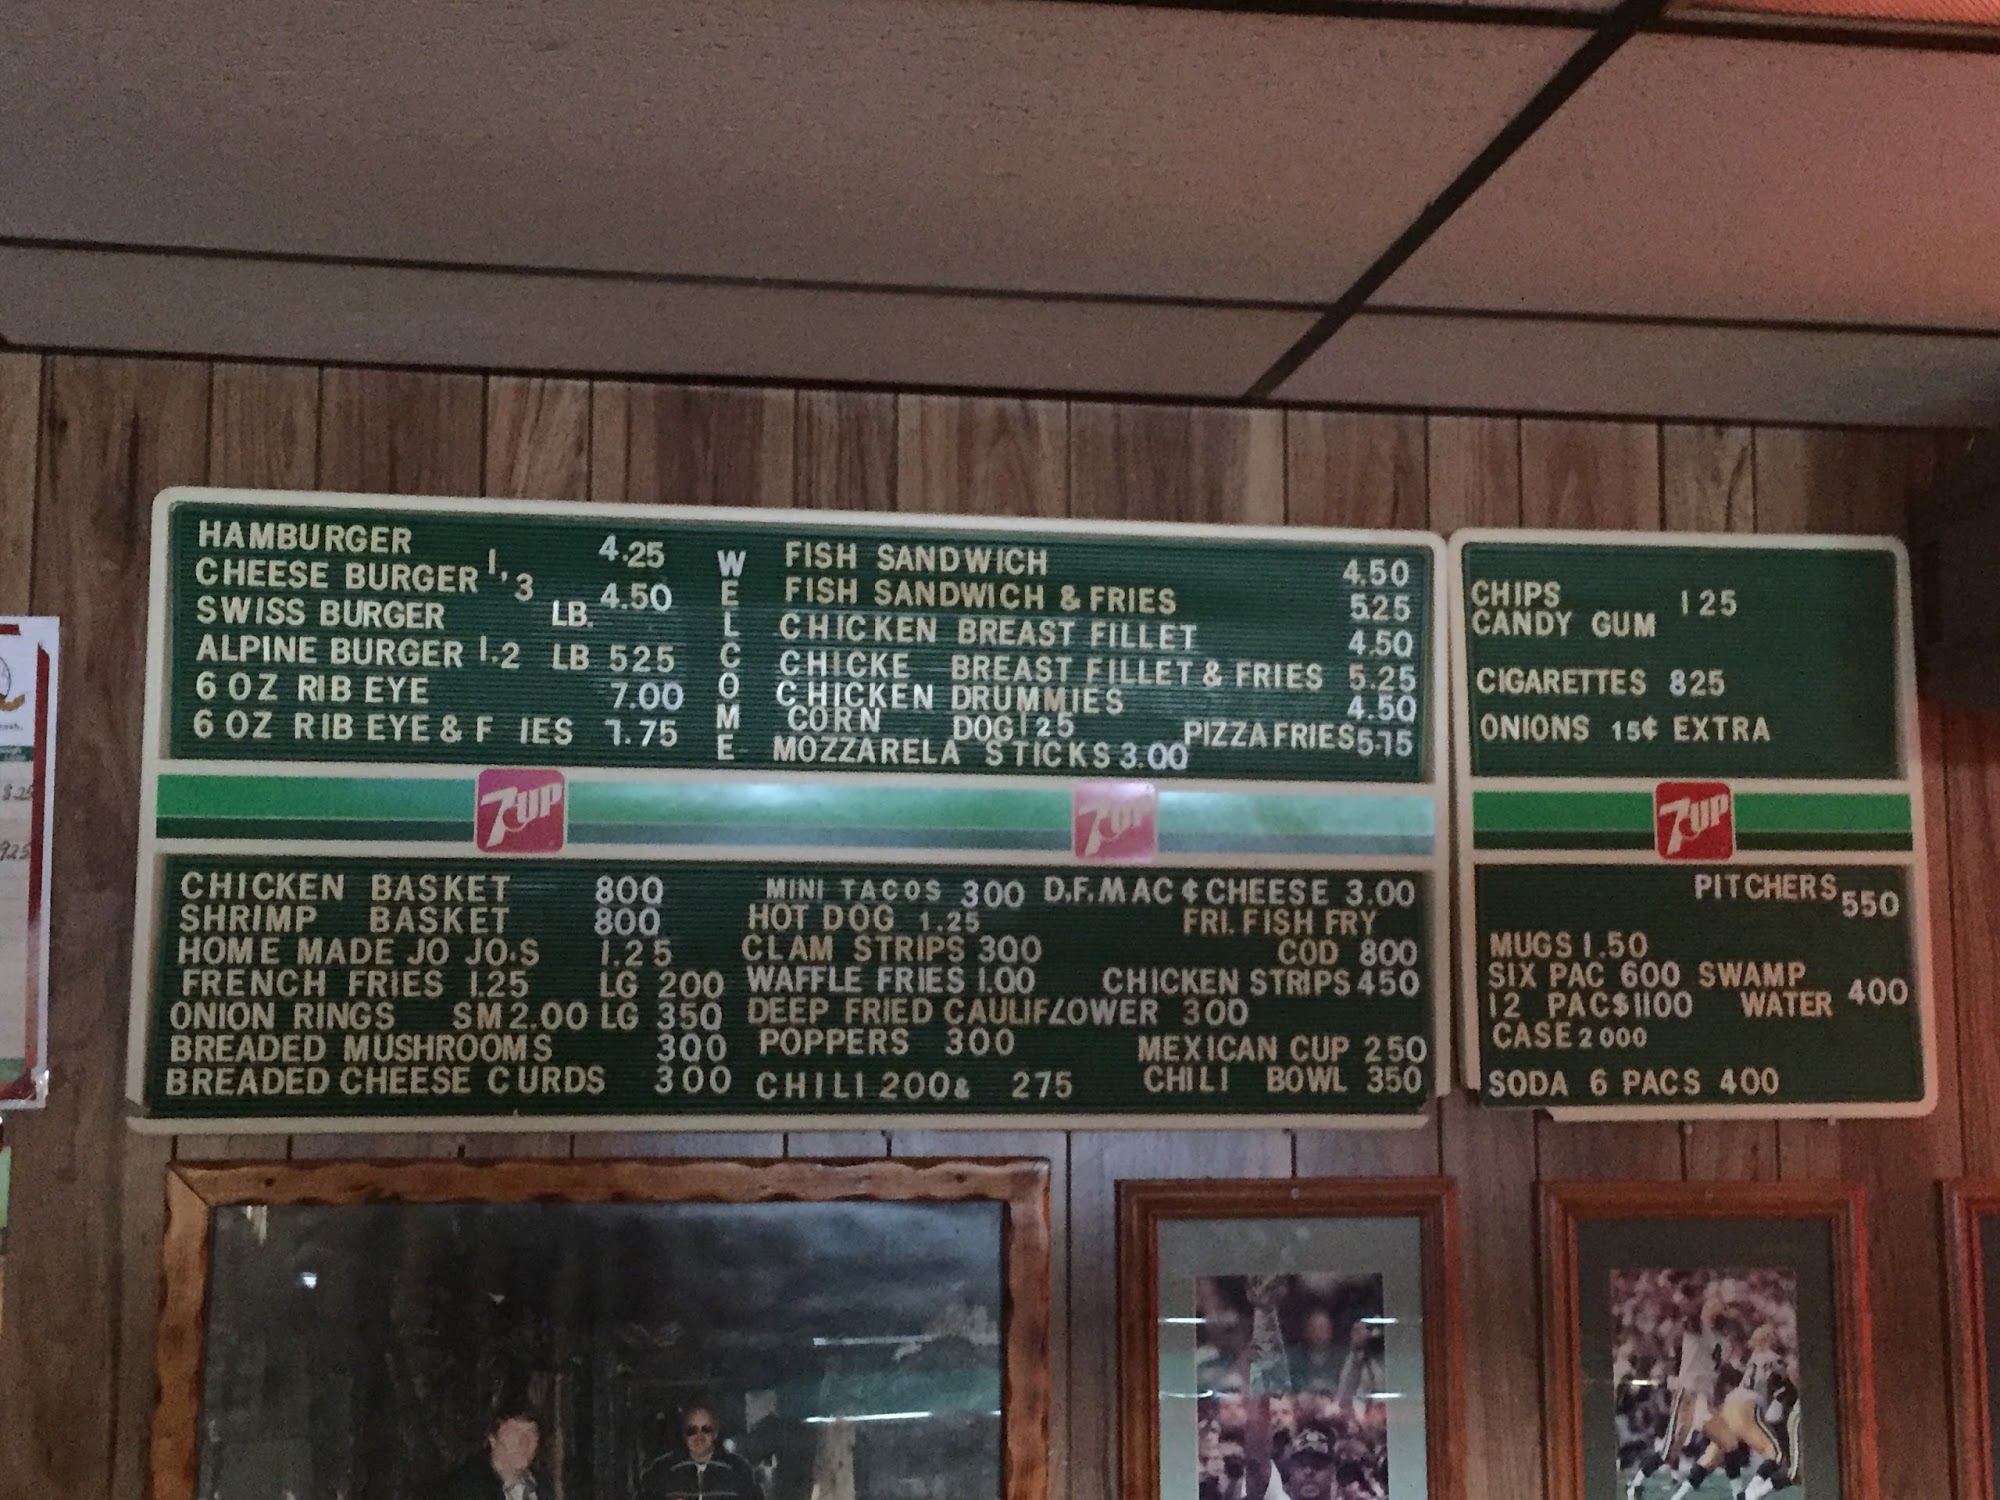 HAMBURGER 4.25
CHEESE BURGER 1, 3 4.50
SWISS BURGER LB.
ALPINE BURGER 1.2 LB 525
6 OZ RIB EYE 7.00
6 OZ RIB EYE & F IES 7.75
WELCOME
FISH SANDWICH 4.50
FISH SANDWICH & FRIES 5.25
CHICKEN BREAST FILLET 4.50
CHICKE BREAST FILLET & FRIES 5.25
CHICKEN DRUMMIES 4.50
CORN DOG 125 PIZZA FRIES 5.75
MOZZARELA STICKS 3.00
7UP
7UP
CHICKEN BASKET 800
SHRIMP BASKET 800
HOME MADE JO JO.S 1.25
FRENCH FRIES 1.25 LG 200
ONION RINGS SM 2.00 LG 350
BREADED MUSHROOMS 300
BREADED CHEESE CURDS 300
MINI TACOS 300 D.F. MAC ¢ CHEESE 3.00
HOT DOG 1.25 FRI. FISH FRY
CLAM STRIPS 300 COD 800
WAFFLE FRIES 1.00 CHICKEN STRIPS 450
DEEP FRIED CAULIFLOWER 300
POPPERS 300 MEXICAN CUP 250
CHILI 200 & 275 CHILI BOWL 350
CHIPS 125
CANDY GUM
CIGARETTES 825
ONIONS 15¢ EXTRA
7UP
PITCHERS 550
MUGS 1.50
SIX PAC 600 SWAMP
12 PAC $1100 WATER 400
CASE 2000
SODA 6 PACS 400
925